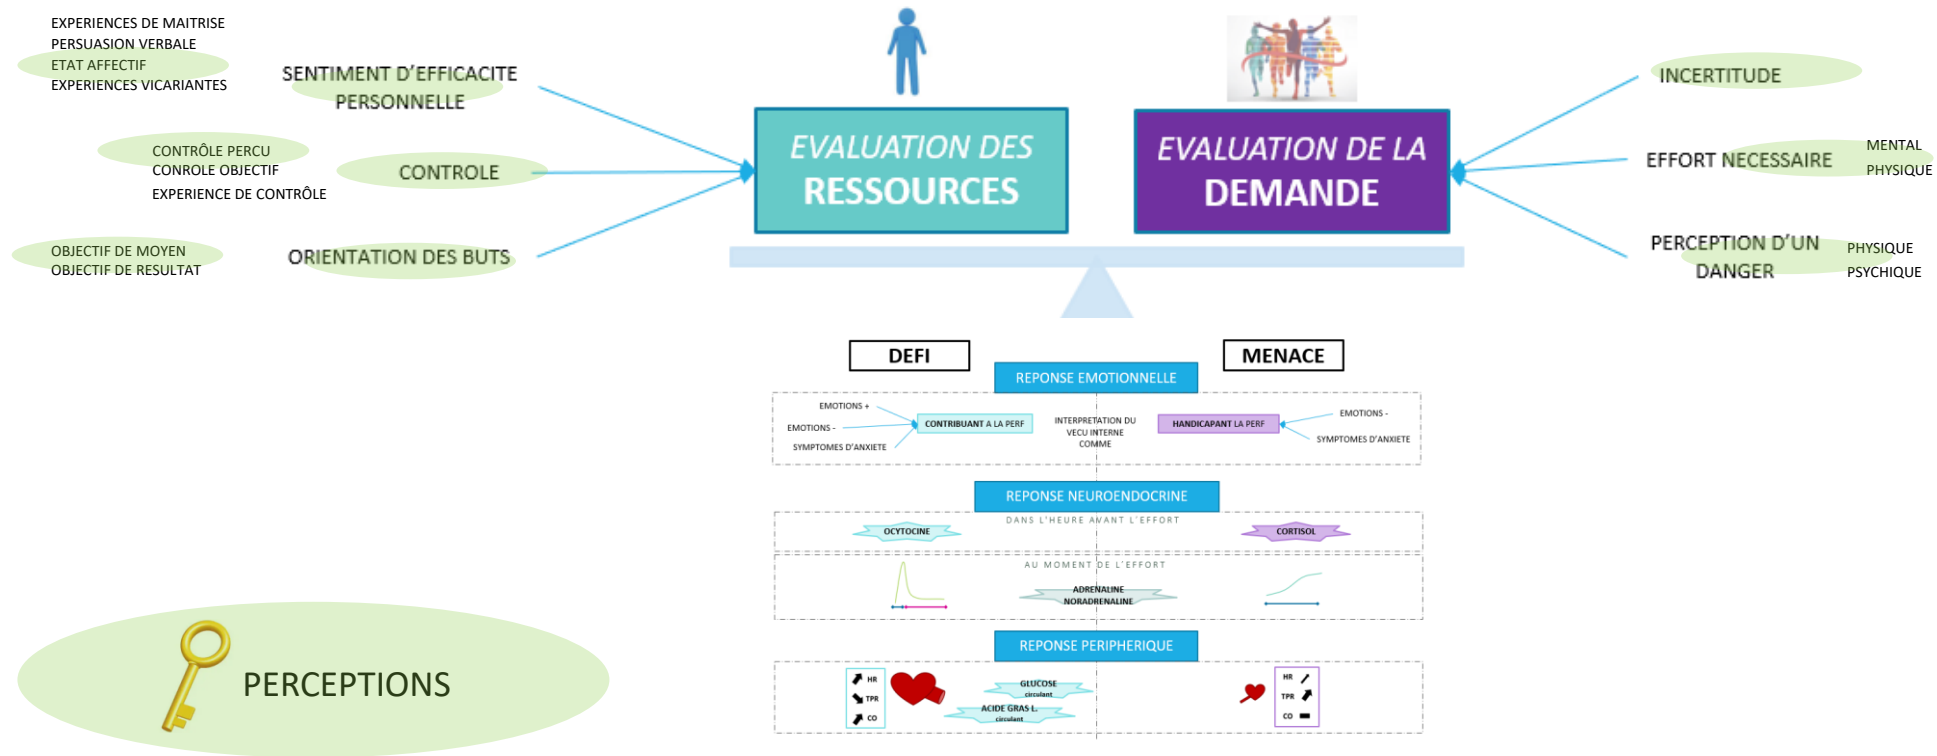 EXPERIENCES DE MAITRISE
PERSUASION VERBALE
ETAT AFFECTIF
EXPERIENCES VICARIANTES
SENTIMENT D'EFFICACITE
PERSONNELLE
CONTRÔLE PERCU
CONROLE OBJECTIF
EXPERIENCE DE CONTRÔLE
CONTROLE
OBJECTIF DE MOYEN
OBJECTIF DE RESULTAT
ORIENTATION DES BUTS
EVALUATION DES
RESSOURCES
EVALUATION DE LA
DEMANDE
INCERTITUDE
EFFORT NECESSAIRE
MENTAL
PHYSIQUE
PERCEPTION D'UN
DANGER
PHYSIQUE
PSYCHIQUE
DEFI
MENACE
REPONSE EMOTIONNELLE
EMOTIONS +
EMOTIONS -
SYMPTOMES D'ANXIETE
CONTRIBUANT A LA PERF
INTERPRETATION DU
VECU INTERNE
COMME
HANDICAPANT LA PERF
EMOTIONS -
SYMPTOMES D'ANXIETE
REPONSE NEUROENDOCRINE
DANS L'HEURE AVANT L'EFFORT
OCYTOCINE
CORTISOL
AU MOMENT DE L'EFFORT
ADRENALINE
NORADRENALINE
REPONSE PERIPHERIQUE
HR
TPR
CO
GLUCOSE
circulant
ACIDE GRAS L.
circulant
HR
TPR
CO
PERCEPTIONS